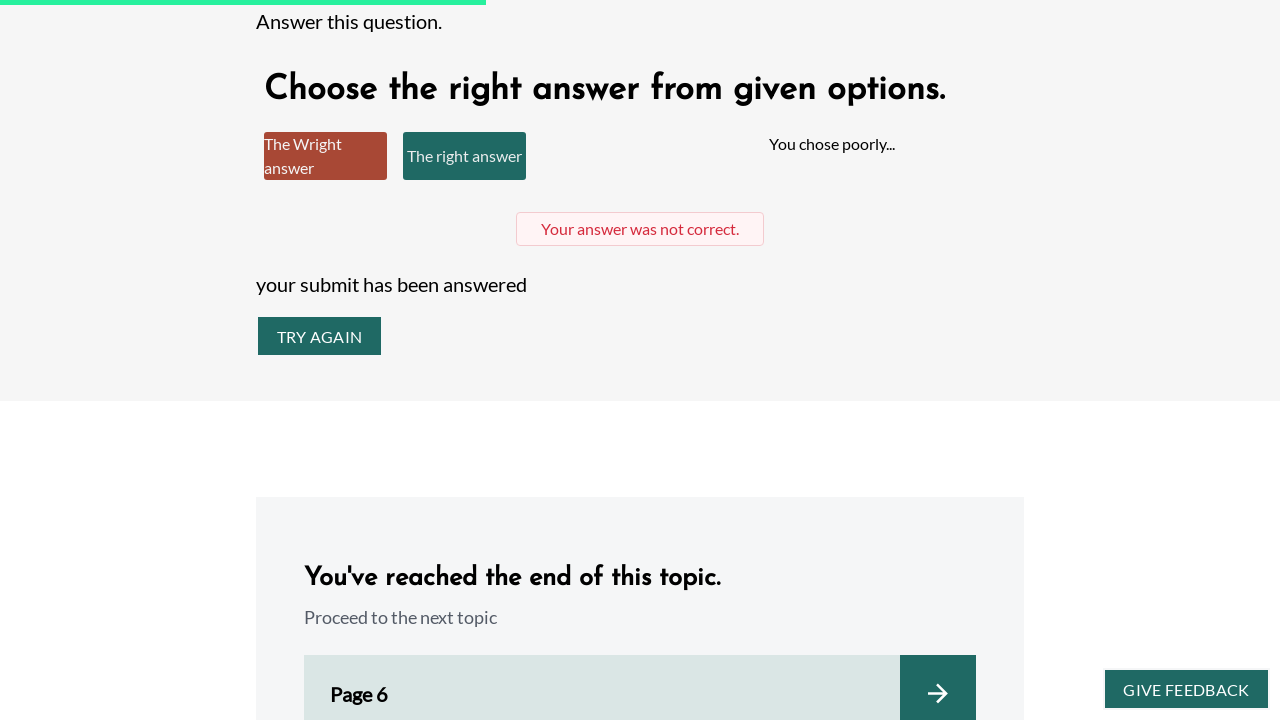 Answer this question.
Choose the right answer from given options.
The Wright
answer
The right answer
You chose poorly...
Your answer was not correct.
your submit has been answered
TRY AGAIN
You've reached the end of this topic.
Proceed to the next topic
Page 6
GIVE FEEDBACK